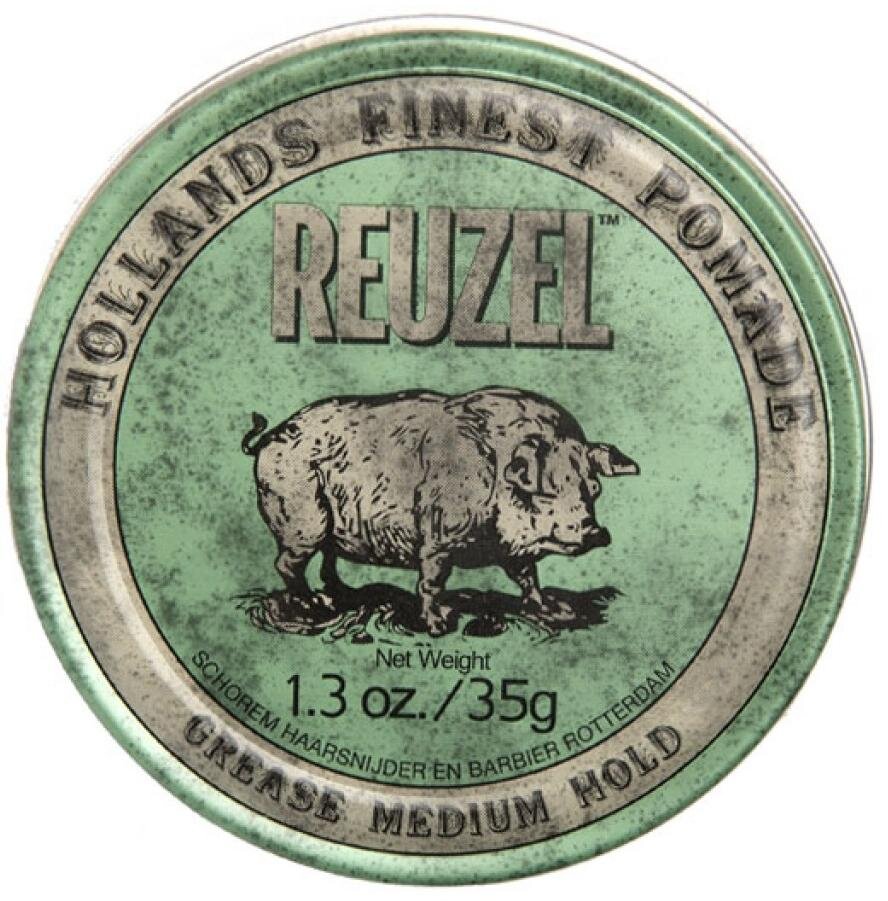 HOLLANDS FINEST POMADE
REUZEL™
Net Weight
1.3 oz./35g
SCHOREM HAARSNIJDER EN BARBIER ROTTERDAM
GREASE MEDIUM HOLD